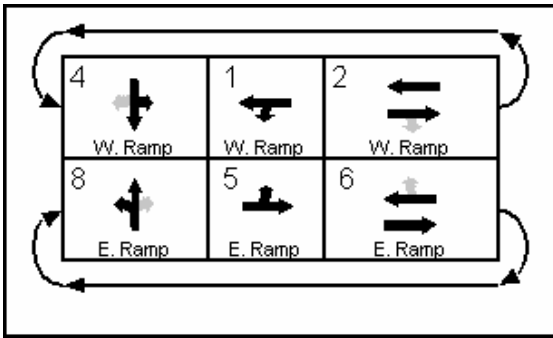 4 1 2
W. Ramp W. Ramp W. Ramp
8 5 6
E. Ramp E. Ramp E. Ramp